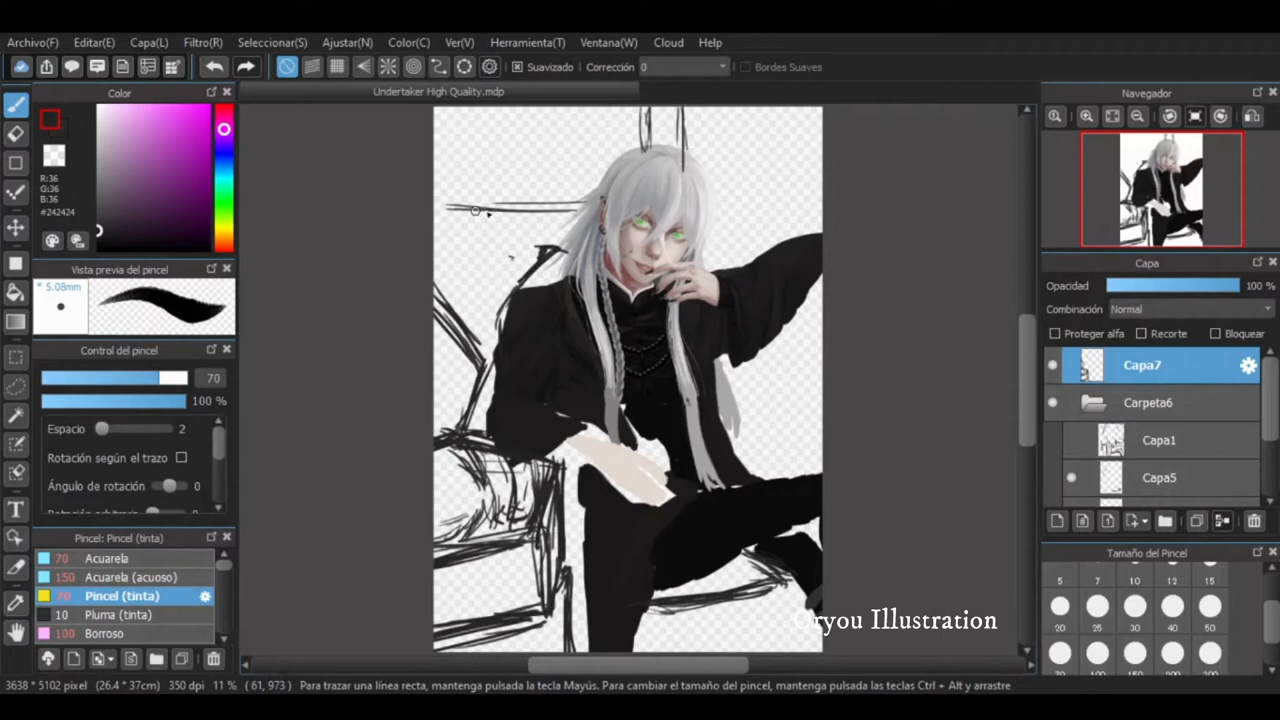 Archivo(F) Editar(E) Capa(L) Filtro(R) Seleccionar(S) Ajustar(N) Color(C) Ver(V) Herramienta(T) Ventana(W) Cloud Help
Suavizado Corrección 0 Bordes Suaves
Color
Undertaker High Quality.mdp
Navegador
R:36
G:36
B:36
#242424
Vista previa del pincel
* 5.08mm
Control del pincel
70
100 %
Espacio 2
Rotación según el trazo
Ángulo de rotación 0
Pincel: Pincel (tinta)
70 Acuarela
150 Acuarela (acuoso)
70 Pincel (tinta)
10 Pluma (tinta)
100 Borroso
Capa
Opacidad 100 %
Combinación Normal
Proteger alfa Recorte Bloquear
Capa7
Carpeta6
Capa1
Capa5
Tamaño del Pincel
5 7 10 12 15
20 25 30 40 50
Oryou Illustration
3638 * 5102 pixel (26.4 * 37cm) 350 dpi 11 % ( 61, 973 ) Para trazar una línea recta, mantenga pulsada la tecla Mayús. Para cambiar el tamaño del pincel, mantenga pulsadas las teclas Ctrl + Alt y arrastre